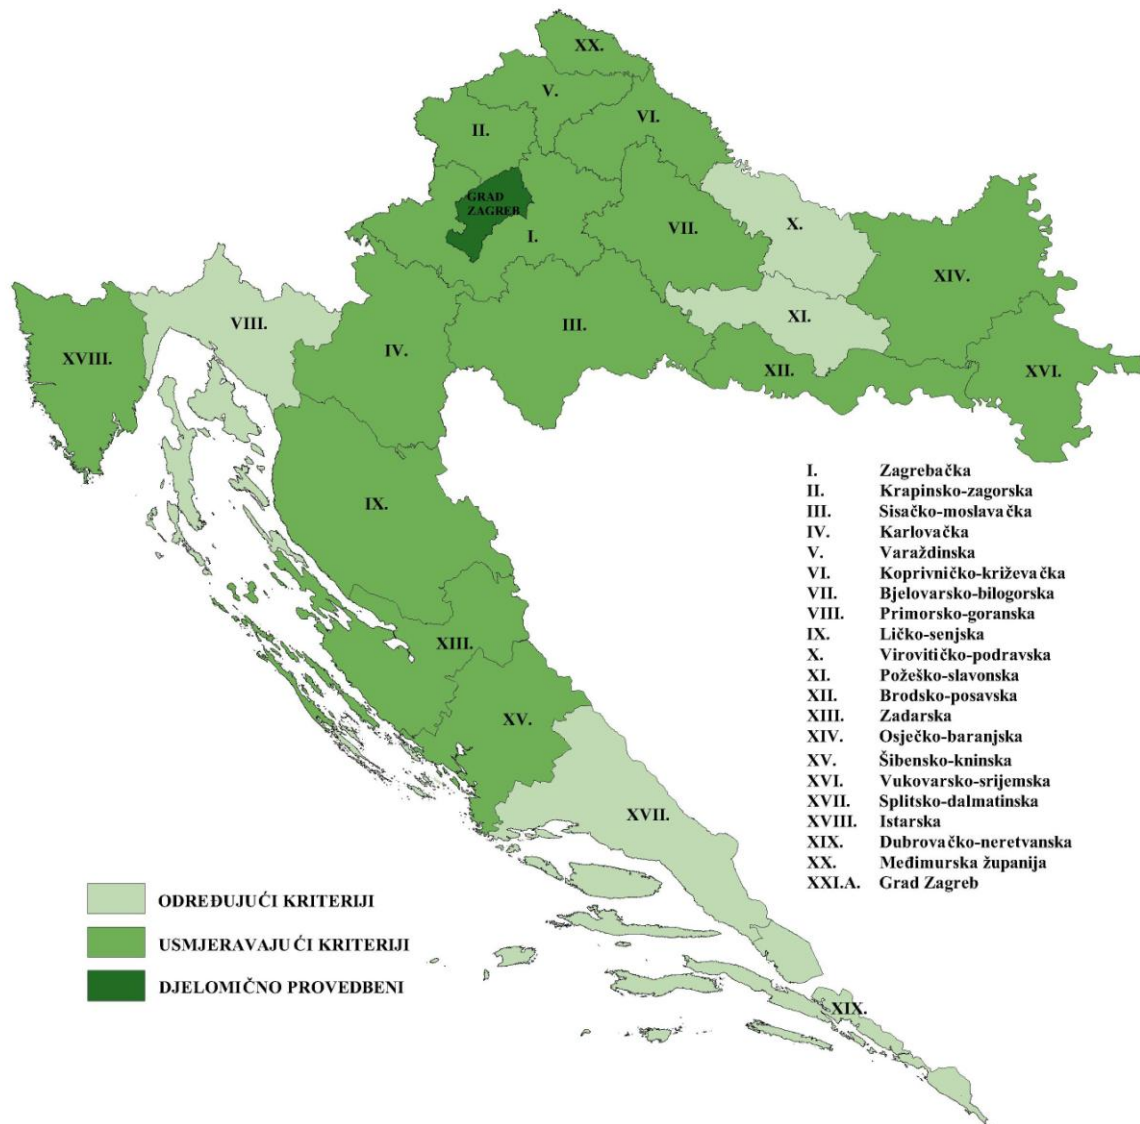 XX.
V.
VI.
II.
GRAD
ZAGREB
I.
VII.
X.
XIV.
VIII.
XVIII.
IV.
III.
XI.
XII.
XVI.
IX.
XIII.
XV.
XVII.
XIX.
I. Zagrebačka
II. Krapinsko-zagorska
III. Sisačko-moslavačka
IV. Karlovačka
V. Varaždinska
VI. Koprivničko-križevačka
VII. Bjelovarsko-bilogorska
VIII. Primorsko-goranska
IX. Ličko-senjska
X. Virovitičko-podravska
XI. Požeško-slavonska
XII. Brodsko-posavska
XIII. Zadarska
XIV. Osječko-baranjska
XV. Šibensko-kninska
XVI. Vukovarsko-srijemska
XVII. Splitsko-dalmatinska
XVIII. Istarska
XIX. Dubrovačko-neretvanska
XX. Međimurska županija
XXI.A. Grad Zagreb
ODREĐUJUĆI KRITERIJI
USMJERAVAJUĆI KRITERIJI
DJELOMIČNO PROVEDBENI